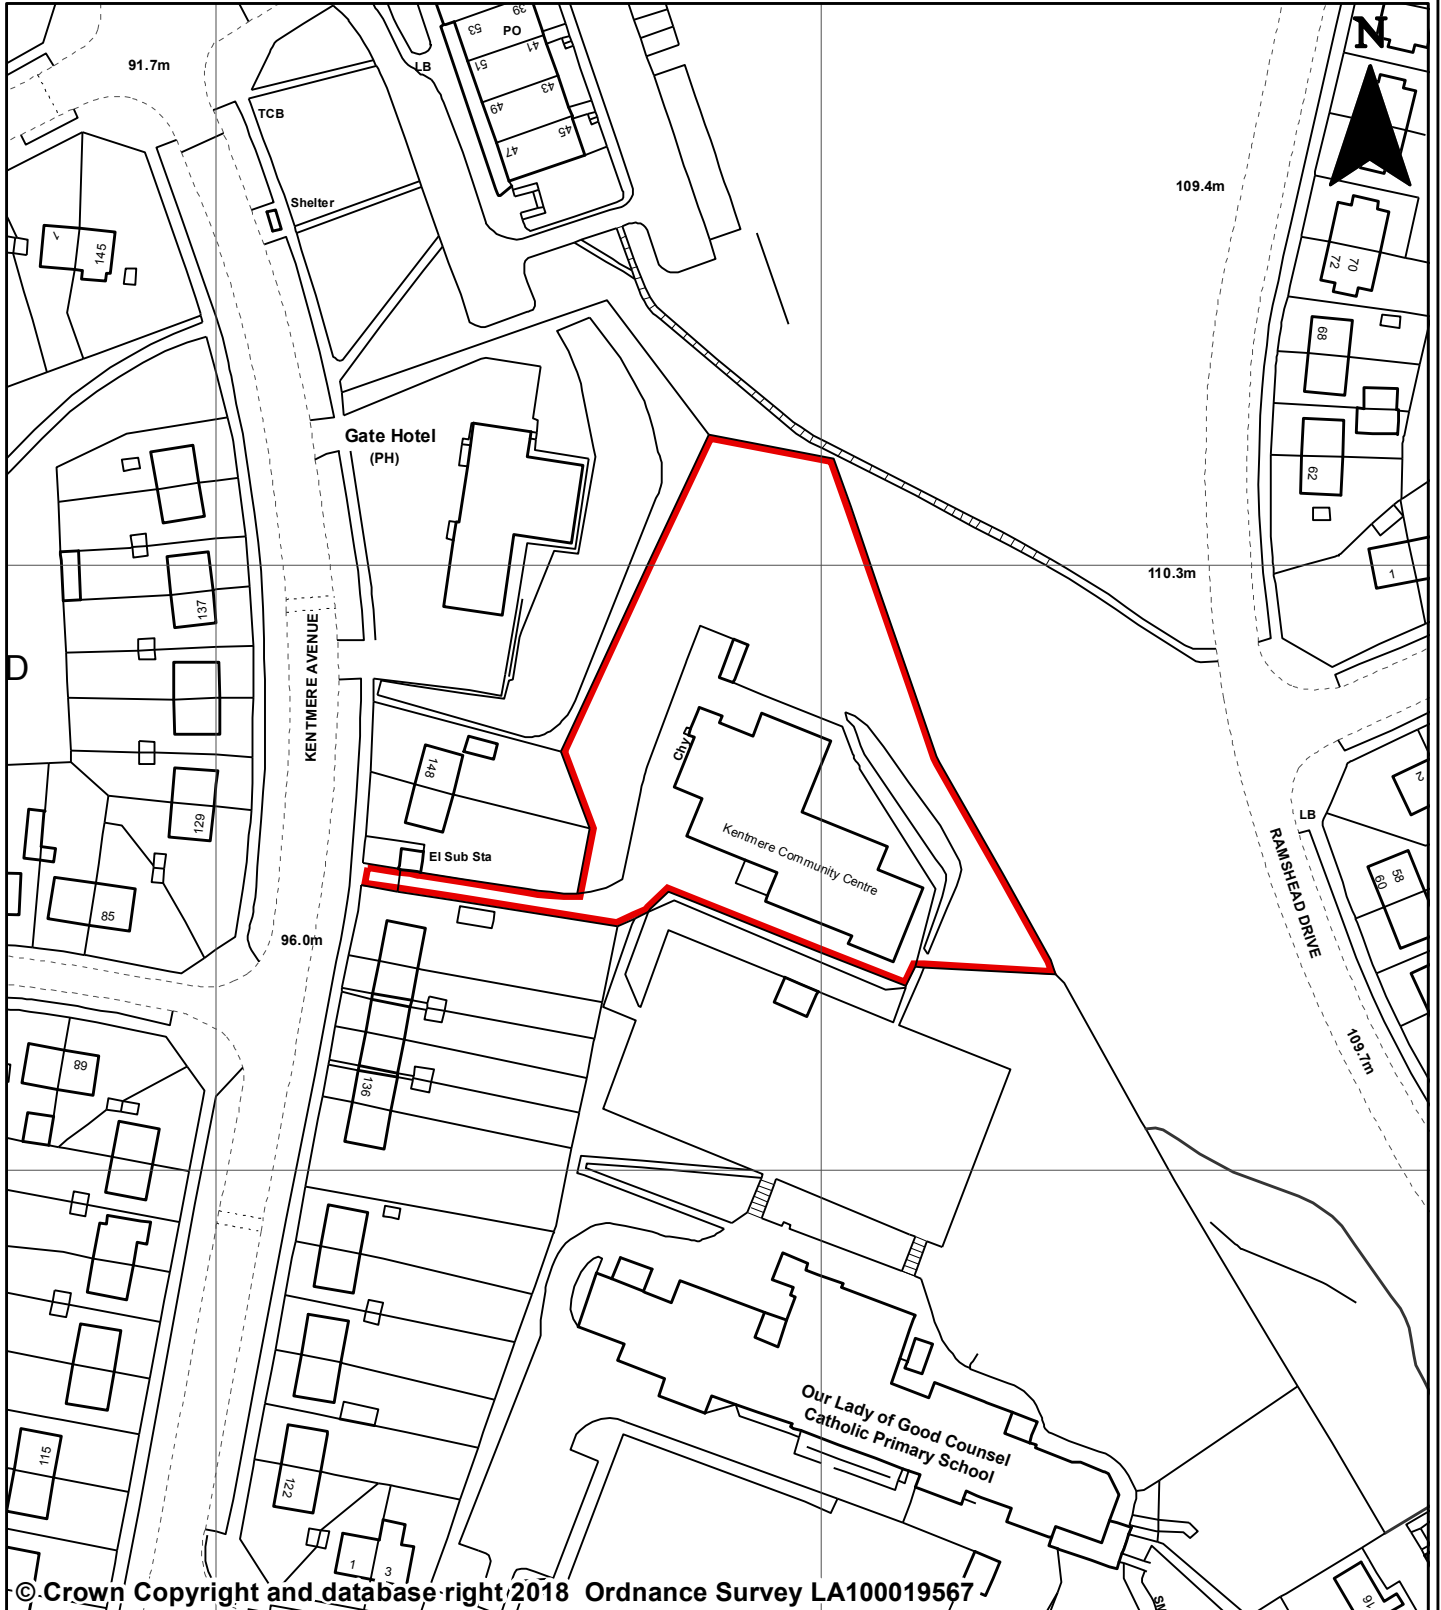 39
53
PO
N
41
91.7m
51
LB
43
49
TCB
45
47
109.4m
Shelter
145
70
72
68
Gate Hotel
(PH)
62
110.3m
1
137
KENTMERE AVENUE
D
Chy
148
2
129
LB
Kentmere Community Centre
El Sub Sta
RAMSHEAD DRIVE
58
60
85
96.0m
109.7m
89
136
Our Lady of Good Counsel
Catholic Primary School
115
122
1
3
16
© Crown Copyright and database right 2018 Ordnance Survey LA100019567